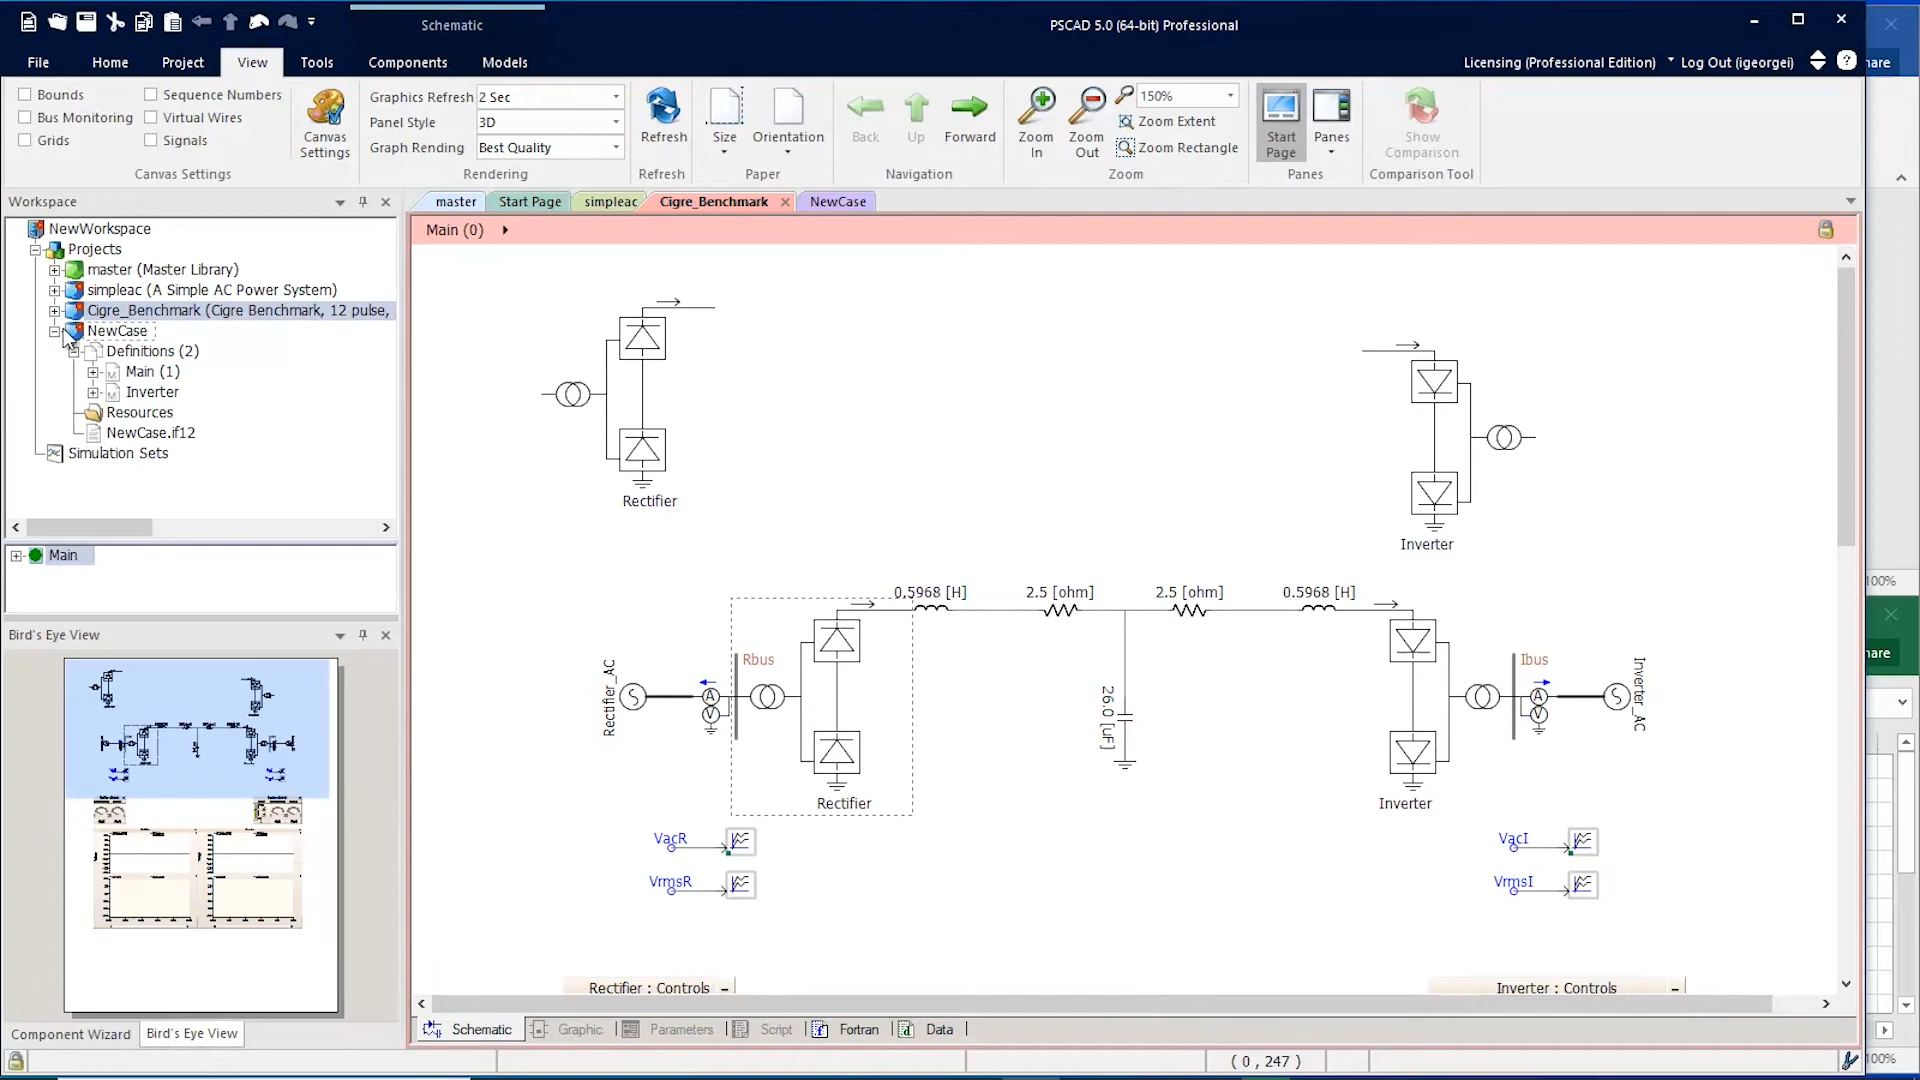 Schematic
PSCAD 5.0 (64-bit) Professional
File Home Project View Tools Components Models
Licensing (Professional Edition) Log Out (igeorgei)
hare
Bounds Sequence Numbers
Bus Monitoring Virtual Wires
Grids Signals
Canvas Settings
Canvas Settings
Graphics Refresh 2 Sec
Panel Style 3D
Graph Rendering Best Quality
Rendering
Refresh
Refresh
Size Orientation
Paper
Back Up Forward
Navigation
Zoom In
Zoom Out
150%
Zoom Extent
Zoom Rectangle
Zoom
Start Page
Panes
Panes
Show Comparison
Comparison Tool
Workspace
master Start Page simpleac Cigre_Benchmark NewCase
Main (0)
NewWorkspace
Projects
master (Master Library)
simpleac (A Simple AC Power System)
Cigre_Benchmark (Cigre Benchmark, 12 pulse,
NewCase
Definitions (2)
Main (1)
Inverter
Resources
NewCase.if12
Simulation Sets
Main
Bird's Eye View
Component Wizard Bird's Eye View
Rectifier
Inverter
0.5968 [H] 2.5 [ohm] 2.5 [ohm] 0.5968 [H]
Rectifier_AC
S
A
V
Rbus
26.0 [uF]
Ibus
A
V
S
Inverter_AC
Rectifier
Inverter
VacR
VacI
VrmsR
VrmsI
Rectifier : Controls
Inverter : Controls
Schematic Graphic Parameters Script Fortran Data
( 0 , 247 )
100%
hare
100%